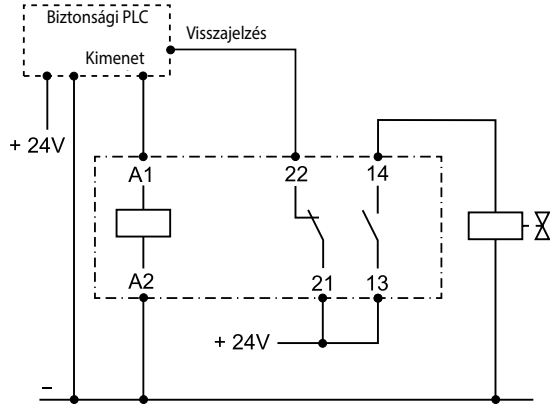 Biztonsági PLC
Visszajelzés
Kimenet
+ 24V
A1
22
14
A2
21
13
+ 24V
–